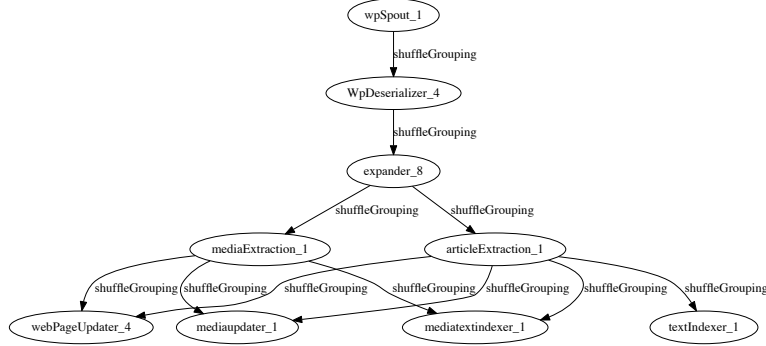 wpSpout_1
shuffleGrouping
WpDeserializer_4
shuffleGrouping
expander_8
shuffleGrouping
shuffleGrouping
mediaExtraction_1
articleExtraction_1
shuffleGrouping
shuffleGrouping
shuffleGrouping
shuffleGrouping
shuffleGrouping
shuffleGrouping
shuffleGrouping
webPageUpdater_4
mediaupdater_1
mediatextindexer_1
textIndexer_1